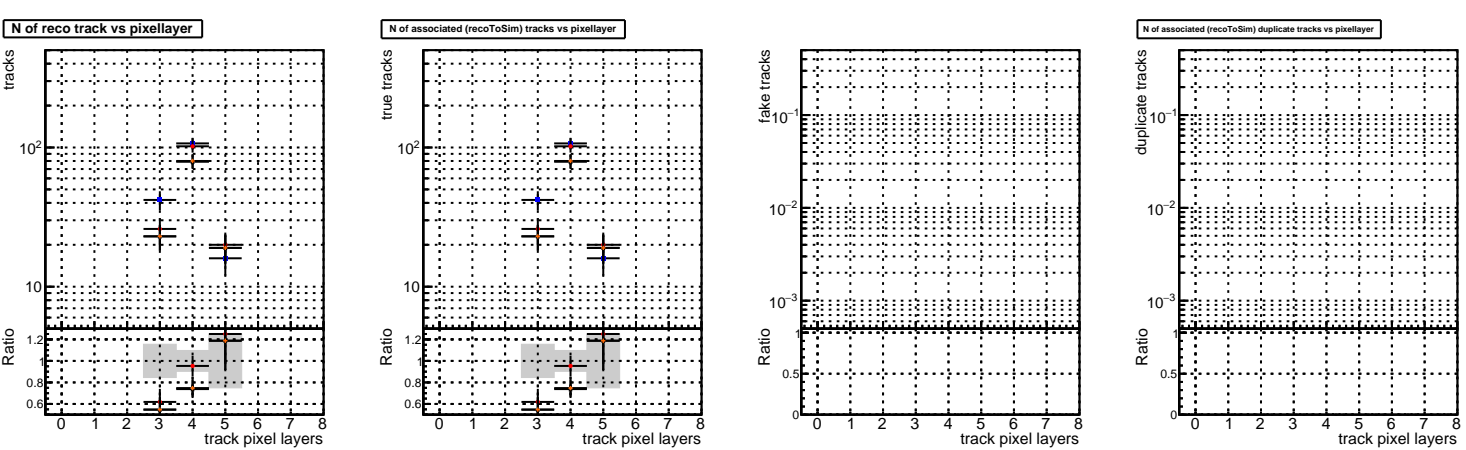 N of reco track vs pixellayer
tracks
10²
10
Ratio
1.2
1
0.8
0.6
0 1 2 3 4 5 6 7 8
track pixel layers
N of associated (recoToSim) tracks vs pixellayer
true tracks
10²
10
Ratio
1.2
1
0.8
0.6
0 1 2 3 4 5 6 7 8
track pixel layers
fake tracks
10⁻¹
10⁻²
10⁻³
Ratio
1
0.5
0
0 1 2 3 4 5 6 7 8
track pixel layers
N of associated (recoToSim) duplicate tracks vs pixellayer
duplicate tracks
10⁻¹
10⁻²
10⁻³
Ratio
1
0.5
0
0 1 2 3 4 5 6 7 8
track pixel layers